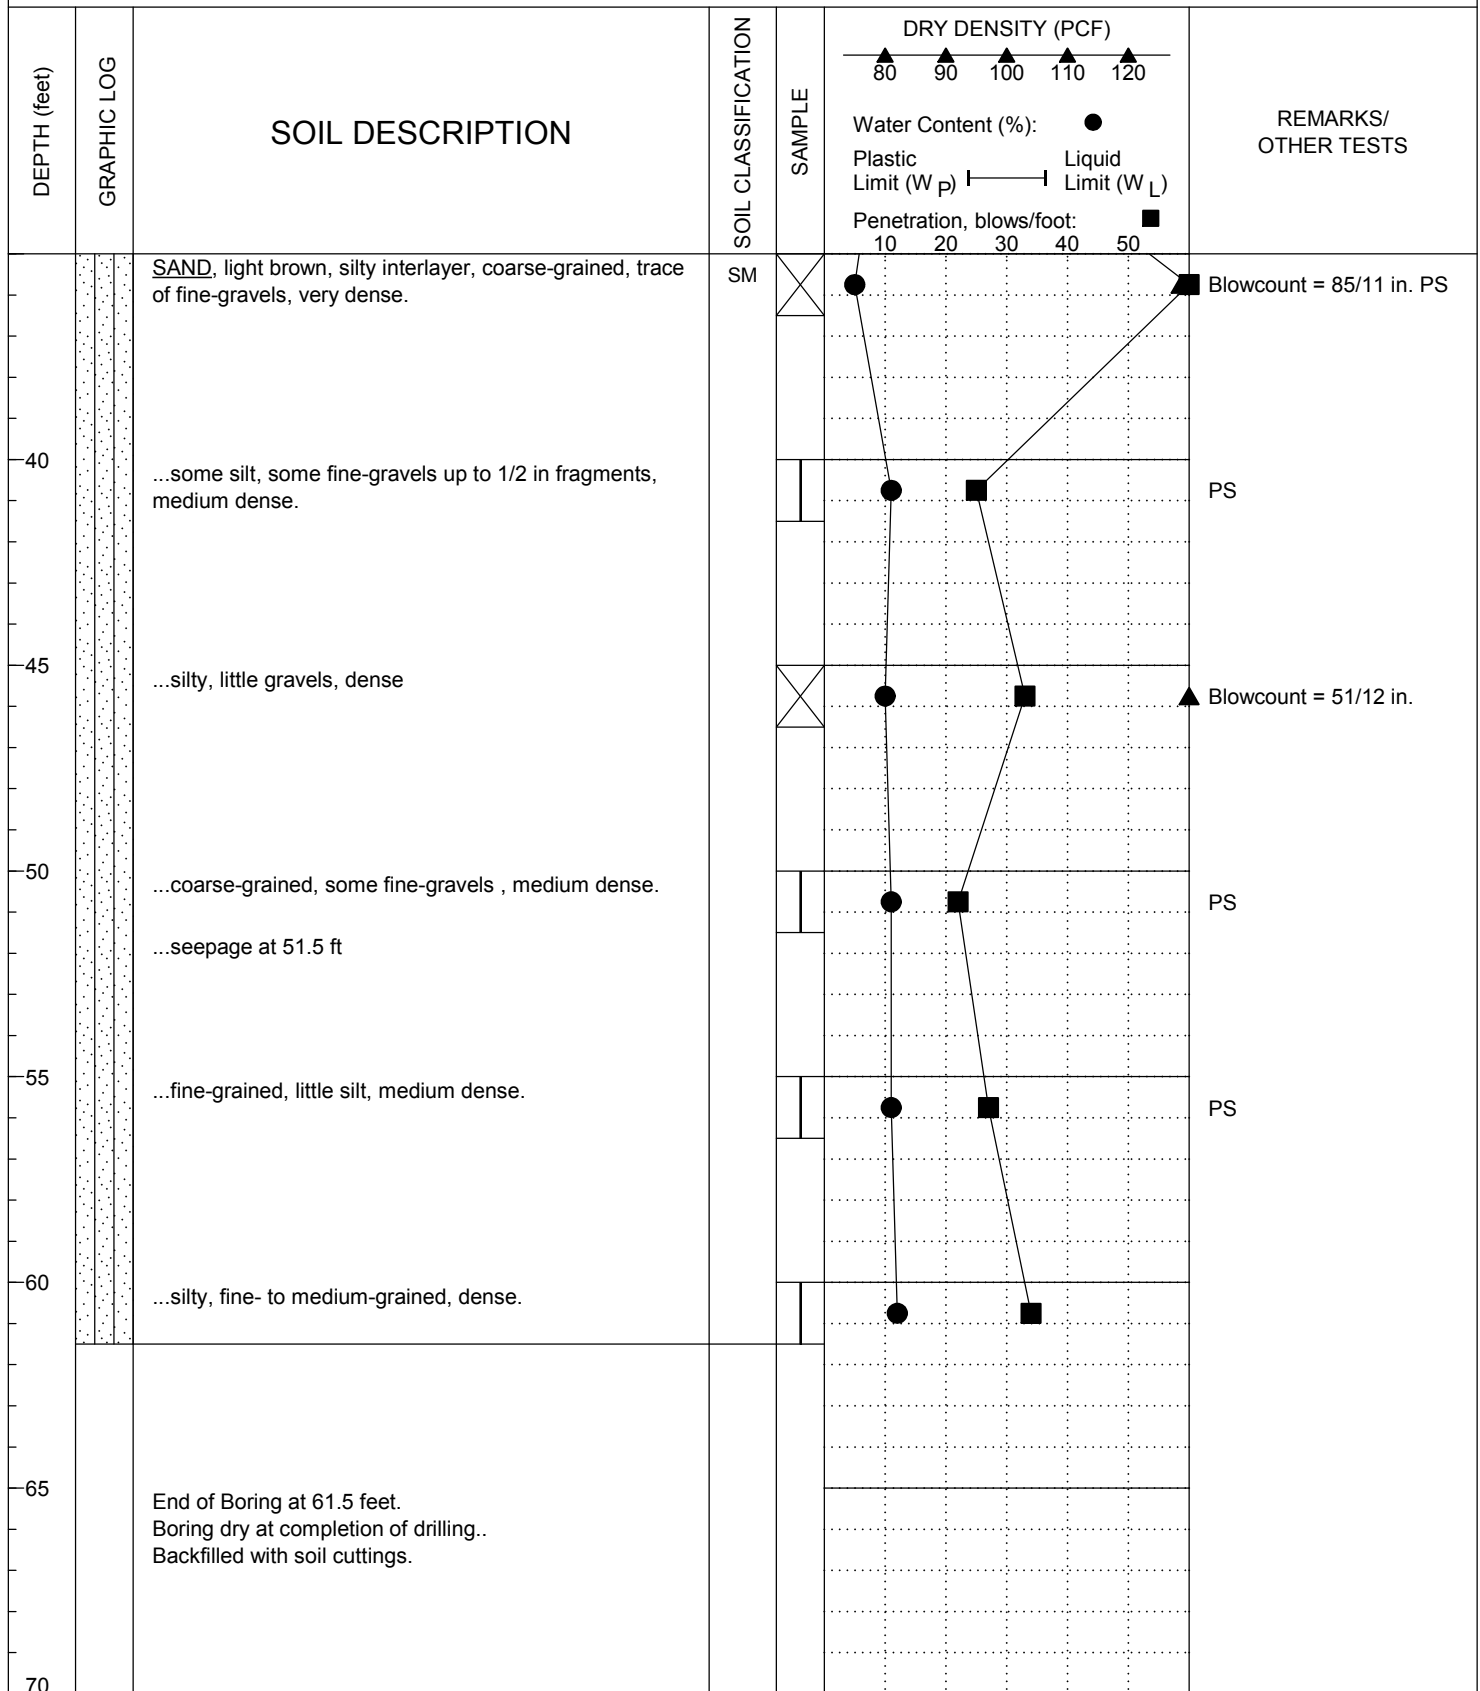 DEPTH (feet)
GRAPHIC LOG
SOIL DESCRIPTION
SOIL CLASSIFICATION
SAMPLE
DRY DENSITY (PCF)
80 90 100 110 120
Water Content (%):
Plastic Limit (W P)
Liquid Limit (W L)
Penetration, blows/foot:
10 20 30 40 50
REMARKS/
OTHER TESTS
SAND, light brown, silty interlayer, coarse-grained, trace
of fine-gravels, very dense.
SM
Blowcount = 85/11 in. PS
40
...some silt, some fine-gravels up to 1/2 in fragments,
medium dense.
PS
45
...silty, little gravels, dense
Blowcount = 51/12 in.
50
...coarse-grained, some fine-gravels , medium dense.
PS
...seepage at 51.5 ft
55
...fine-grained, little silt, medium dense.
PS
60
...silty, fine- to medium-grained, dense.
65
End of Boring at 61.5 feet.
Boring dry at completion of drilling..
Backfilled with soil cuttings.
70